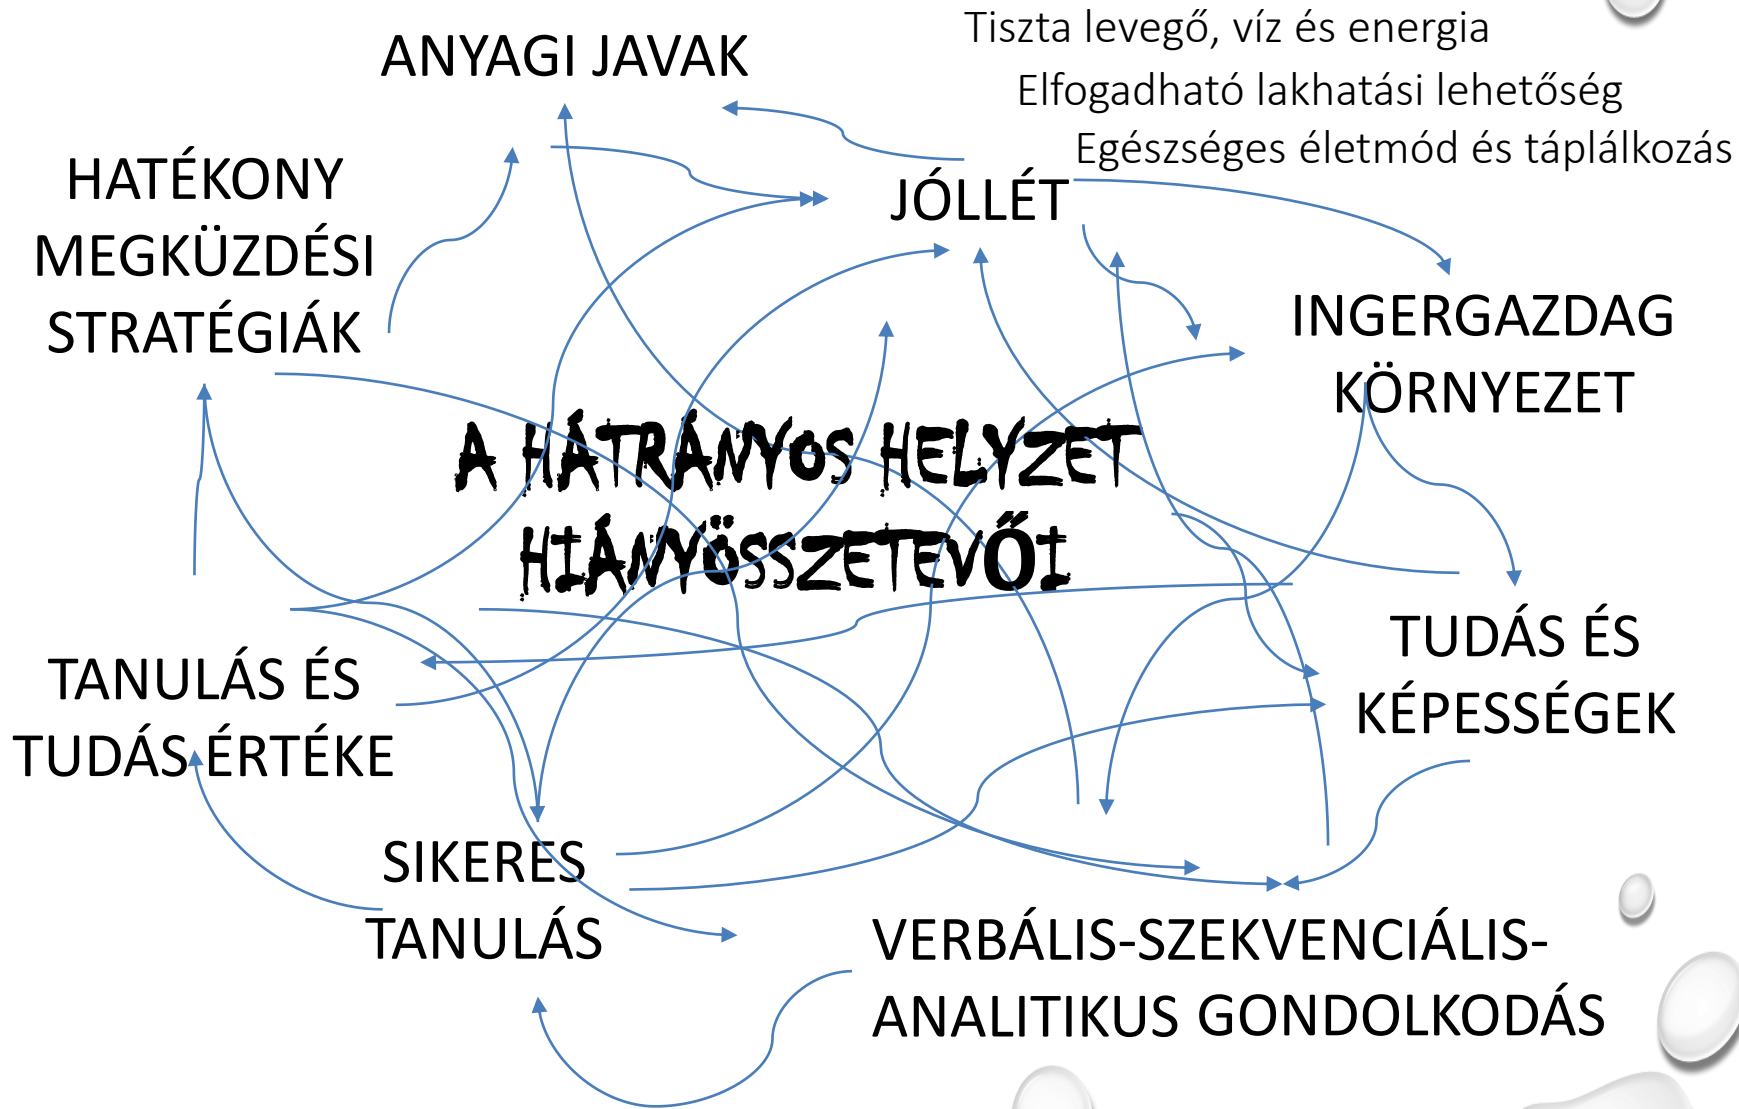 ANYAGI JAVAK
Tiszta levegő, víz és energia
Elfogadható lakhatási lehetőség
Egészséges életmód és táplálkozás
HATÉKONY
MEGKÜZDÉSI
STRATÉGIÁK
JÓLLÉT
INGERGAZDAG
KÖRNYEZET
A HÁTRÁNYOS HELYZET
HIÁNYÖSSZETEVŐI
TANULÁS ÉS
TUDÁS ÉRTÉKE
TUDÁS ÉS
KÉPESSÉGEK
SIKERES
TANULÁS
VERBÁLIS-SZEKVENCIÁLIS-
ANALITIKUS GONDOLKODÁS